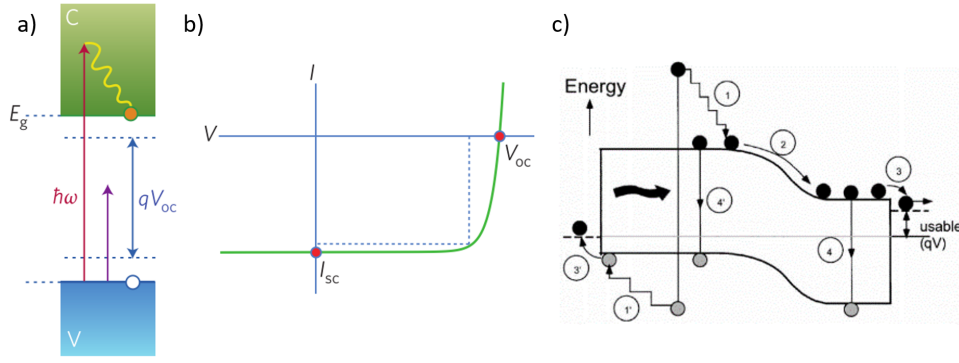 a)
C
E_g
ħω
qV_oc
V
b)
I
V
V_oc
I_sc
c)
Energy
1
2
3
4'
4
usable
(qV)
3'
1'